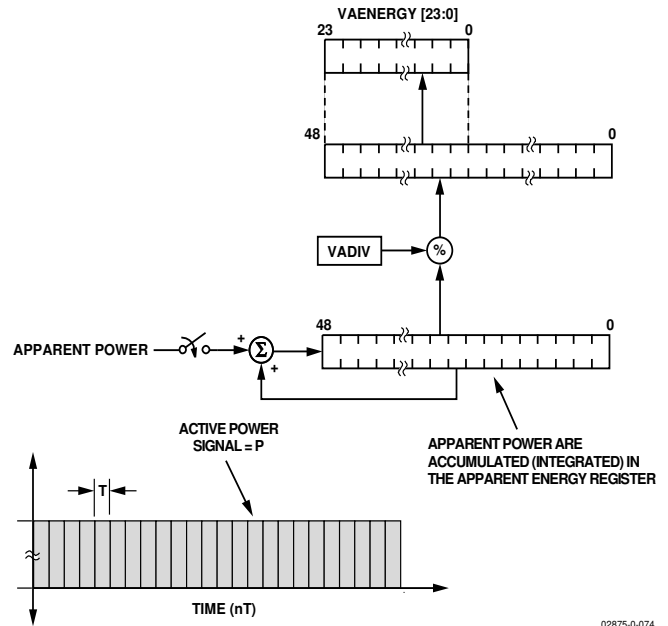 VAENERGY [23:0]
23 0
48 0
VADIV
%
48 0
APPARENT POWER
+
Σ
+
ACTIVE POWER
SIGNAL = P
APPARENT POWER ARE
ACCUMULATED (INTEGRATED) IN
THE APPARENT ENERGY REGISTER
T
TIME (nT)
02875-0-074